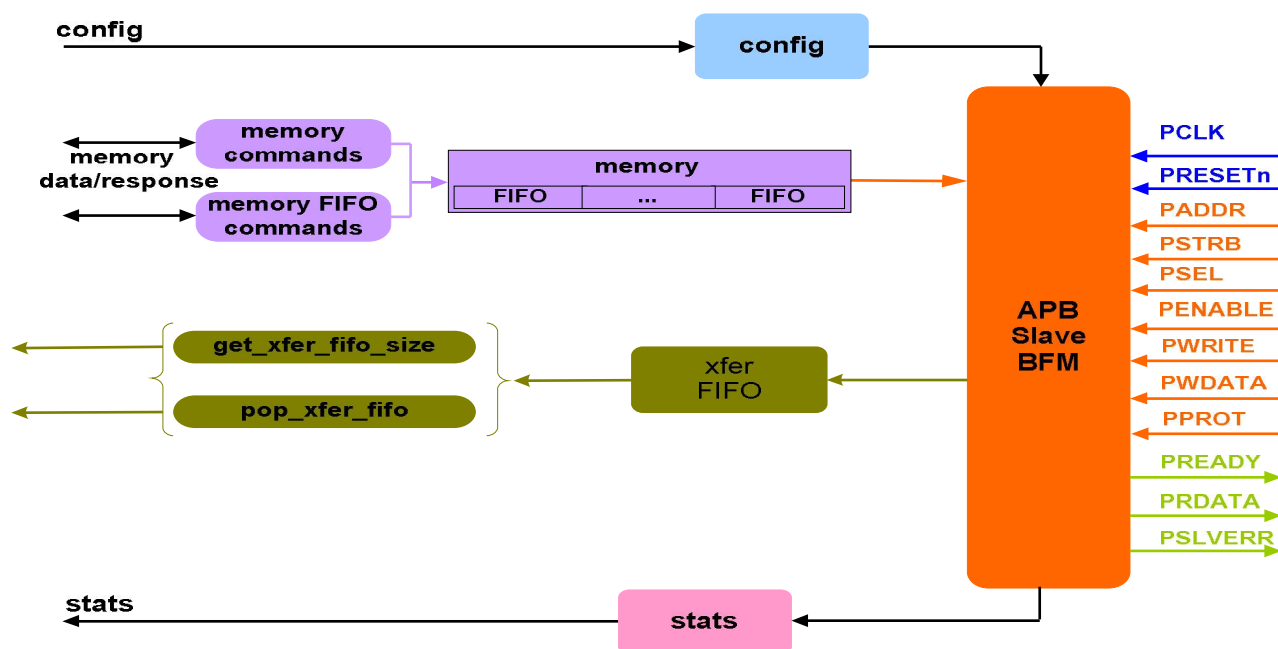 config
config
memory
commands
memory
data/response
memory FIFO
commands
memory
FIFO
...
FIFO
get_xfer_fifo_size
pop_xfer_fifo
xfer
FIFO
APB
Slave
BFM
PCLK
PRESETn
PADDR
PSTRB
PSEL
PENABLE
PWRITE
PWDATA
PPROT
PREADY
PRDATA
PSLVERR
stats
stats